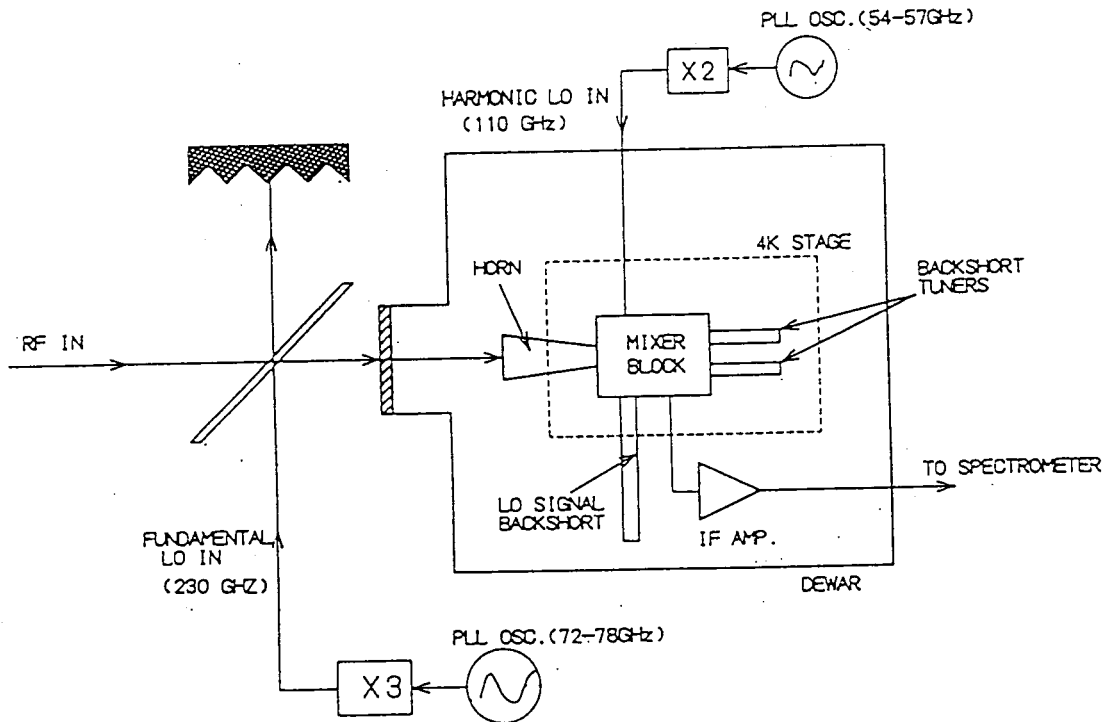 PLL OSC.(54-57GHz)
X2
HARMONIC LO IN
(110 GHz)
4K STAGE
BACKSHORT
TUNERS
HORN
RF IN
MIXER
BLOCK
TO SPECTROMETER
LO SIGNAL
BACKSHORT
IF AMP.
FUNDAMENTAL
LO IN
(230 GHZ)
DEWAR
PLL OSC.(72-78GHz)
X3